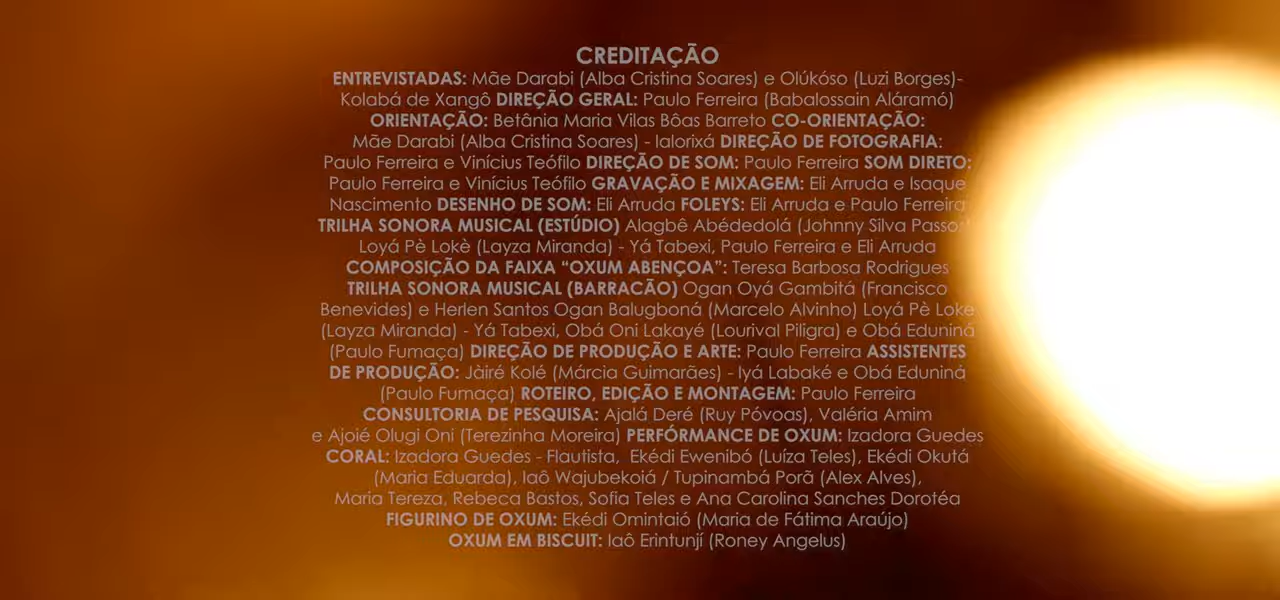 CREDITAÇÃO
ENTREVISTADAS: Mãe Darabi (Alba Cristina Soares) e Olúkóso (Luzi Borges)-
Kolabá de Xangô DIREÇÃO GERAL: Paulo Ferreira (Babalossain Aláramó)
ORIENTAÇÃO: Betânia Maria Vilas Bôas Barreto CO-ORIENTAÇÃO:
Mãe Darabi (Alba Cristina Soares) - Ialorixá DIREÇÃO DE FOTOGRAFIA:
Paulo Ferreira e Vinícius Teófilo DIREÇÃO DE SOM: Paulo Ferreira SOM DIRETO:
Paulo Ferreira e Vinícius Teófilo GRAVAÇÃO E MIXAGEM: Eli Arruda e Isaque
Nascimento DESENHO DE SOM: Eli Arruda FOLEYS: Eli Arruda e Paulo Ferreira
TRILHA SONORA MUSICAL (ESTÚDIO) Alagbê Abédedolá (Johnny Silva
Loyá Pè Lokè (Layza Miranda) - Yá Tabexi, Paulo Ferreira e Eli Arruda
COMPOSIÇÃO DA FAIXA “OXUM ABENÇOA”: Teresa Barbosa Rodrigues
TRILHA SONORA MUSICAL (BARRACÃO) Ogan Oyá Gambitá (Francisco
Benevides) e Herlen Santos Ogan Balugboná (Marcelo Alvinho) Loyá Pè Lokè
(Layza Miranda) - Yá Tabexi, Obá Oní Lakayé (Lourival Piligra) e Obá Eduniná
(Paulo Fumaça) DIREÇÃO DE PRODUÇÃO E ARTE: Paulo Ferreira ASSISTENTES
DE PRODUÇÃO: Jàiré Kolé (Márcia Guimarães) - Iyá Labaké e Obá Eduniná
(Paulo Fumaça) ROTEIRO, EDIÇÃO E MONTAGEM: Paulo Ferreira
CONSULTORIA DE PESQUISA: Ajalá Deré (Ruy Póvoas), Valéria Amim
e Ajoié Olugi Oní (Terezinha Moreira) PERFÓRMANCE DE OXUM: Izadora Guedes
CORAL: Izadora Guedes - Flautista, Ekédi Ewenibó (Luíza Teles), Ekédi Okutá
(Maria Eduarda), Iaô Wajubekoiá / Tupinambá Porã (Alex Alves),
Maria Tereza, Rebeca Bastos, Sofia Teles e Ana Carolina Sanches Dorotéa
FIGURINO DE OXUM: Ekédi Omintaió (Maria de Fátima Araújo)
OXUM EM BISCUIT: Iaô Erintunjí (Roney Angelus)